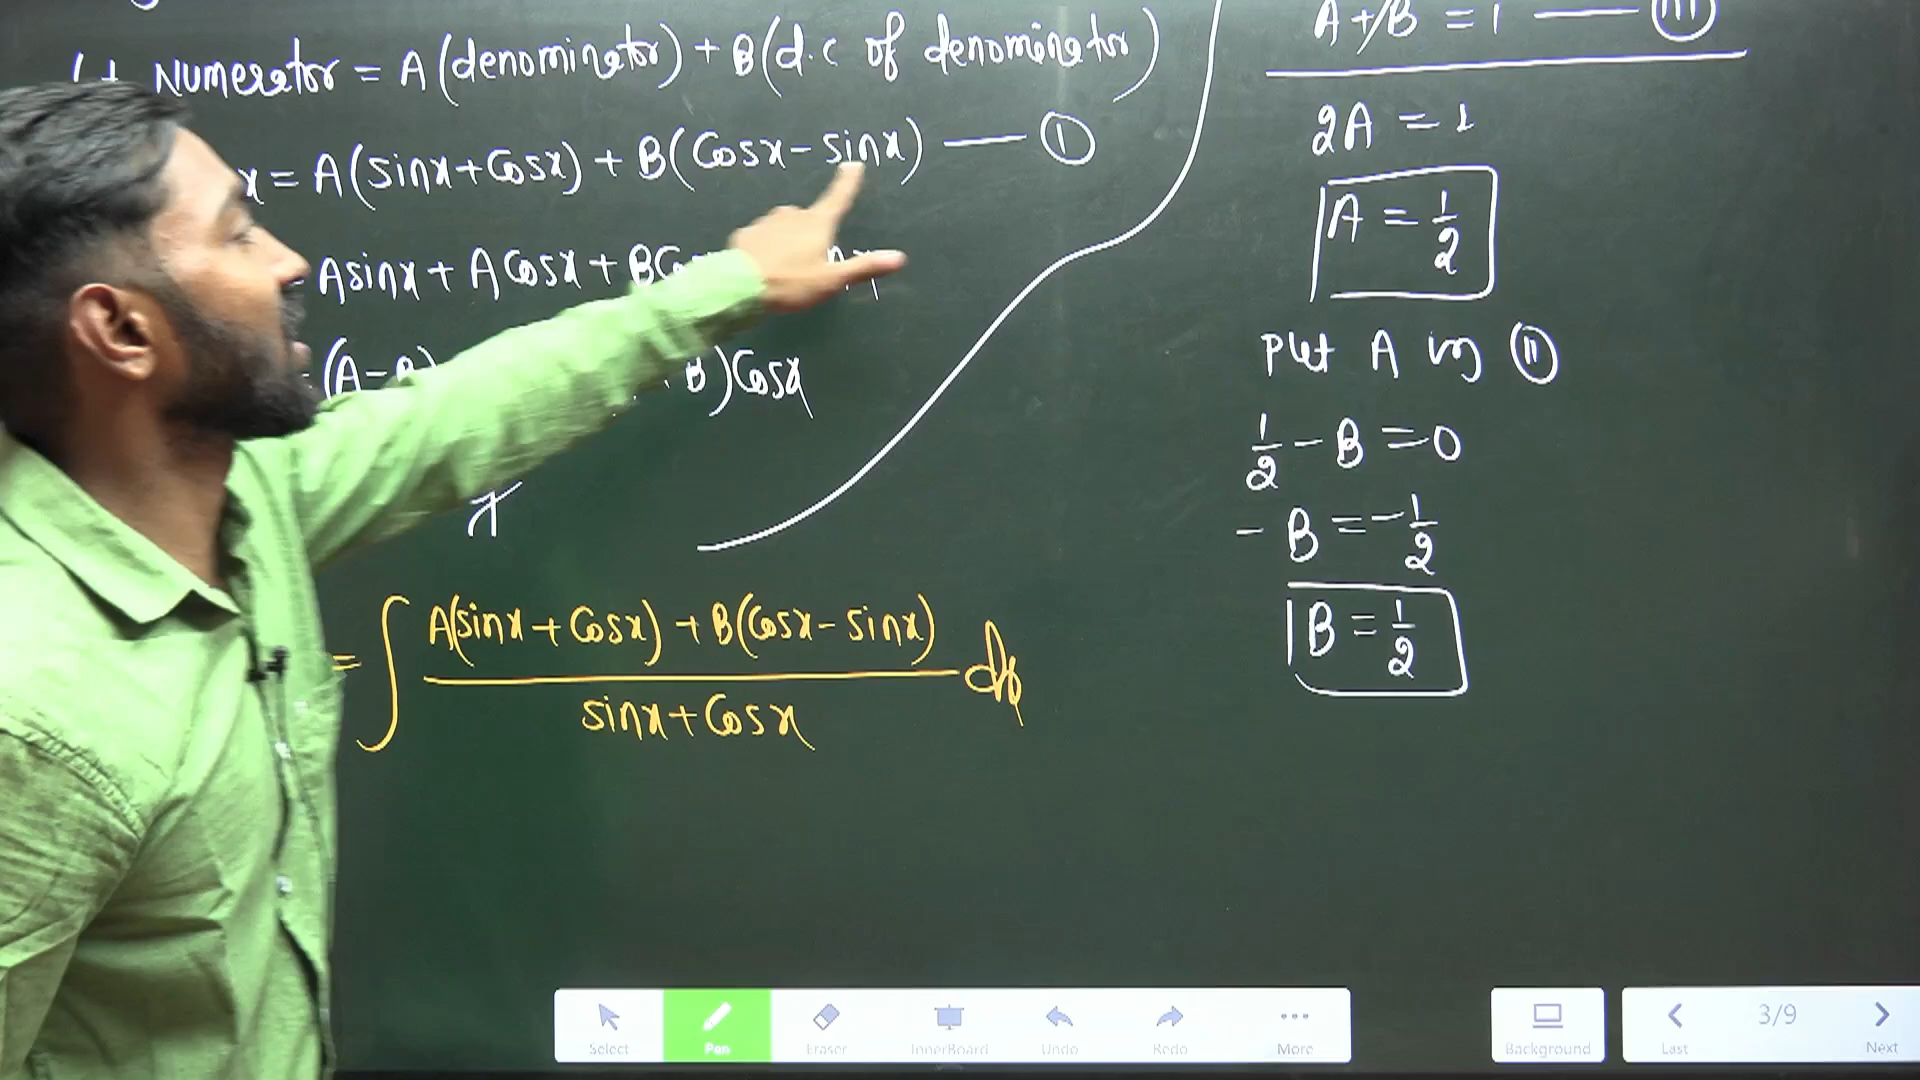 Numerator = A(denominator) + B(d.c of denominator)
x = A(sinx+Cosx) + B(Cosx-sinx) — I
= Asinx + ACosx +
B)Cosx
= ∫ A(sinx+Cosx) + B(Cosx-sinx) / sinx+Cosx dx
A+B = 1 — III
2A = 1
A = 1/2
put A in II
1/2 - B = 0
- B = - 1/2
B = 1/2
Select
Pen
Eraser
InnerBoard
Undo
Redo
More
Background
Last
3/9
Next